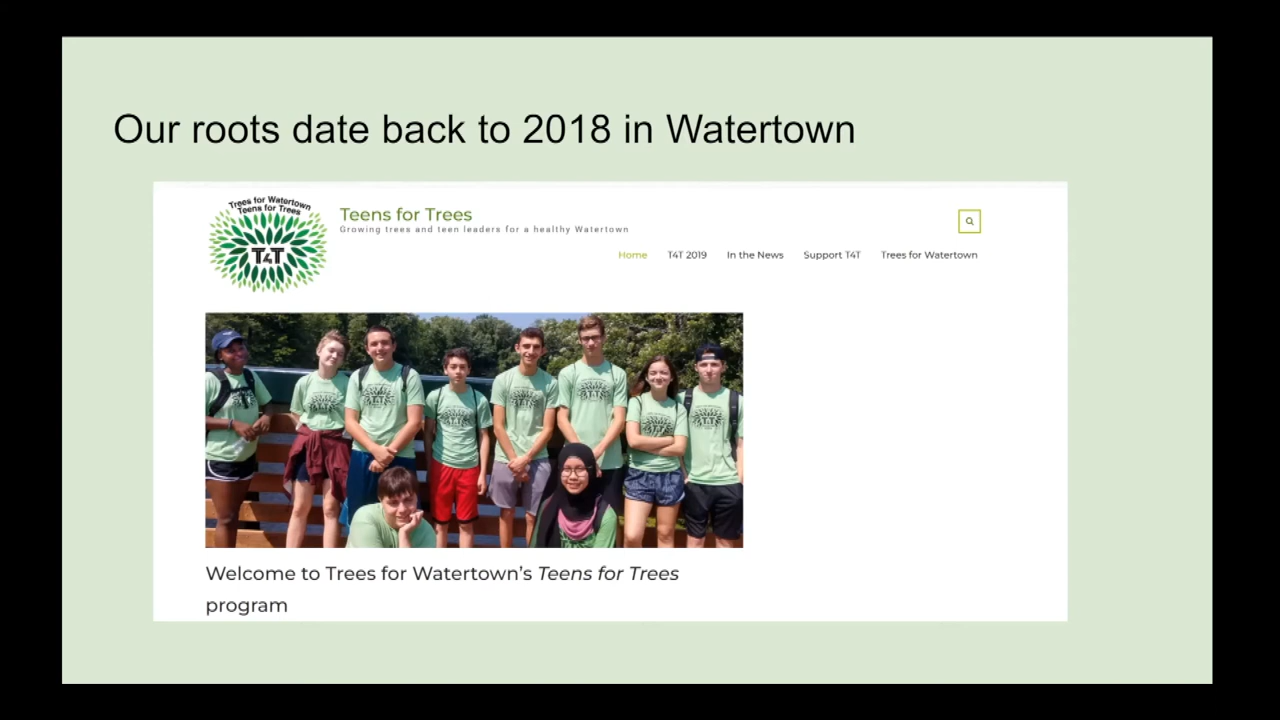 Our roots date back to 2018 in Watertown
Trees for Watertown
Teens for Trees
T4T
Teens for Trees
Growing trees and teen leaders for a healthy Watertown
Home T4T 2019 In the News Support T4T Trees for Watertown
Welcome to Trees for Watertown’s Teens for Trees
program